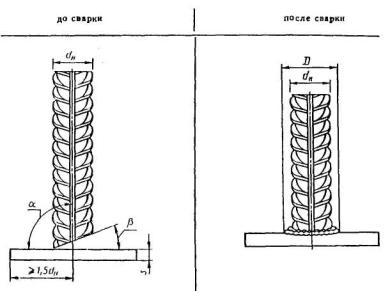 до сварки
после сварки
dн
D
dн
α
β
≥1,5dн
s